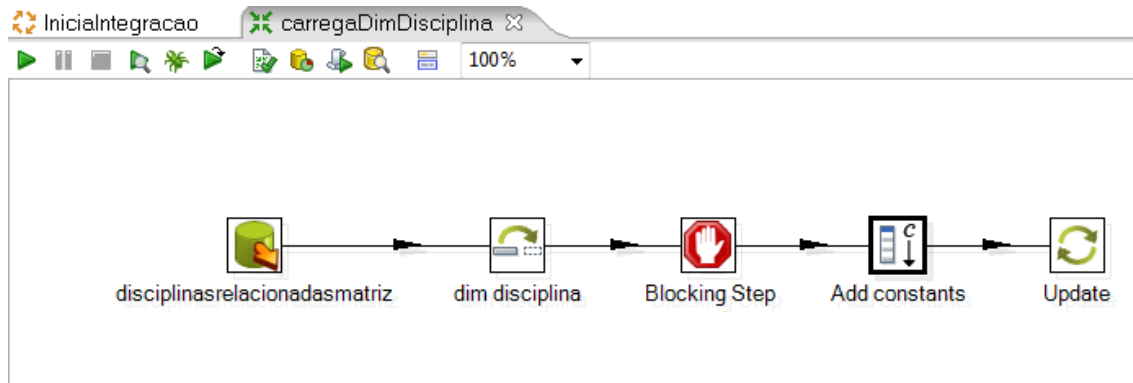 InicialIntegracao
carregaDimDisciplina
100%
disciplinasrelacionadasmatriz
dim disciplina
Blocking Step
C
Add constants
Update